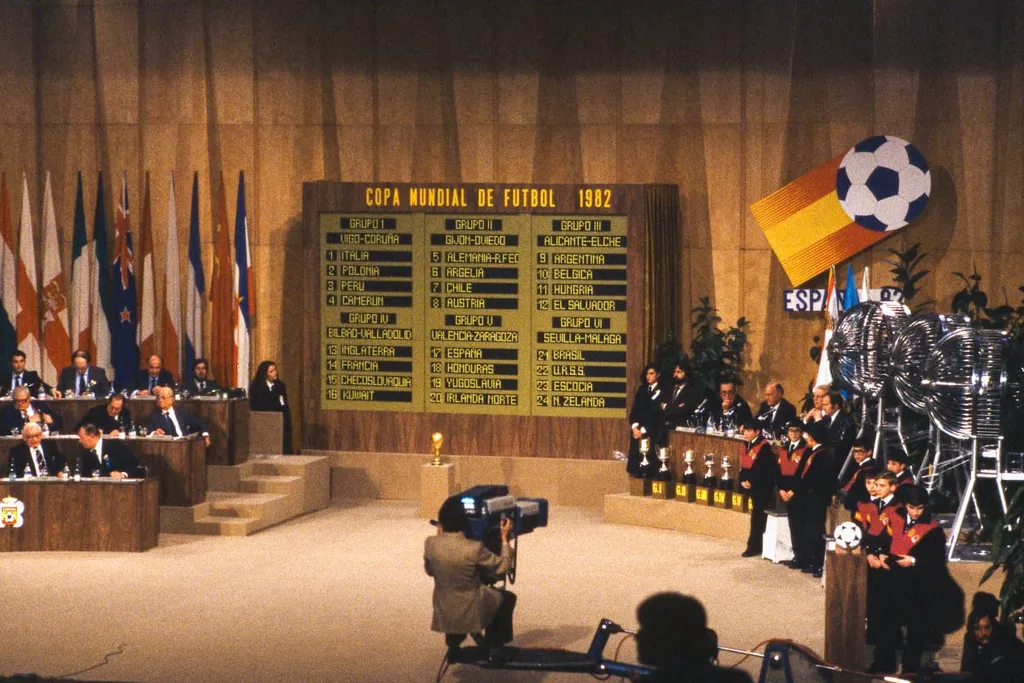 COPA MUNDIAL DE FUTBOL 1982
GRUPO I
VIGO-CORUÑA
1 ITALIA
2 POLONIA
3 PERU
4 CAMERUN
GRUPO II
GIJON-OVIEDO
5 ALEMANIA-R.FED
6 ARGELIA
7 CHILE
8 AUSTRIA
GRUPO III
ALICANTE-ELCHE
9 ARGENTINA
10 BELGICA
11 HUNGRIA
12 EL SALVADOR
GRUPO IV
BILBAO-VALLADOLID
13 INGLATERRA
14 FRANCIA
15 CHECOSLOVAQUIA
16 KUWAIT
GRUPO V
VALENCIA-ZARAGOZA
17 ESPAÑA
18 HONDURAS
19 YUGOSLAVIA
20 IRLANDA NORTE
GRUPO VI
SEVILLA-MALAGA
21 BRASIL
22 U.R.S.S.
23 ESCOCIA
24 N. ZELANDA
G.I